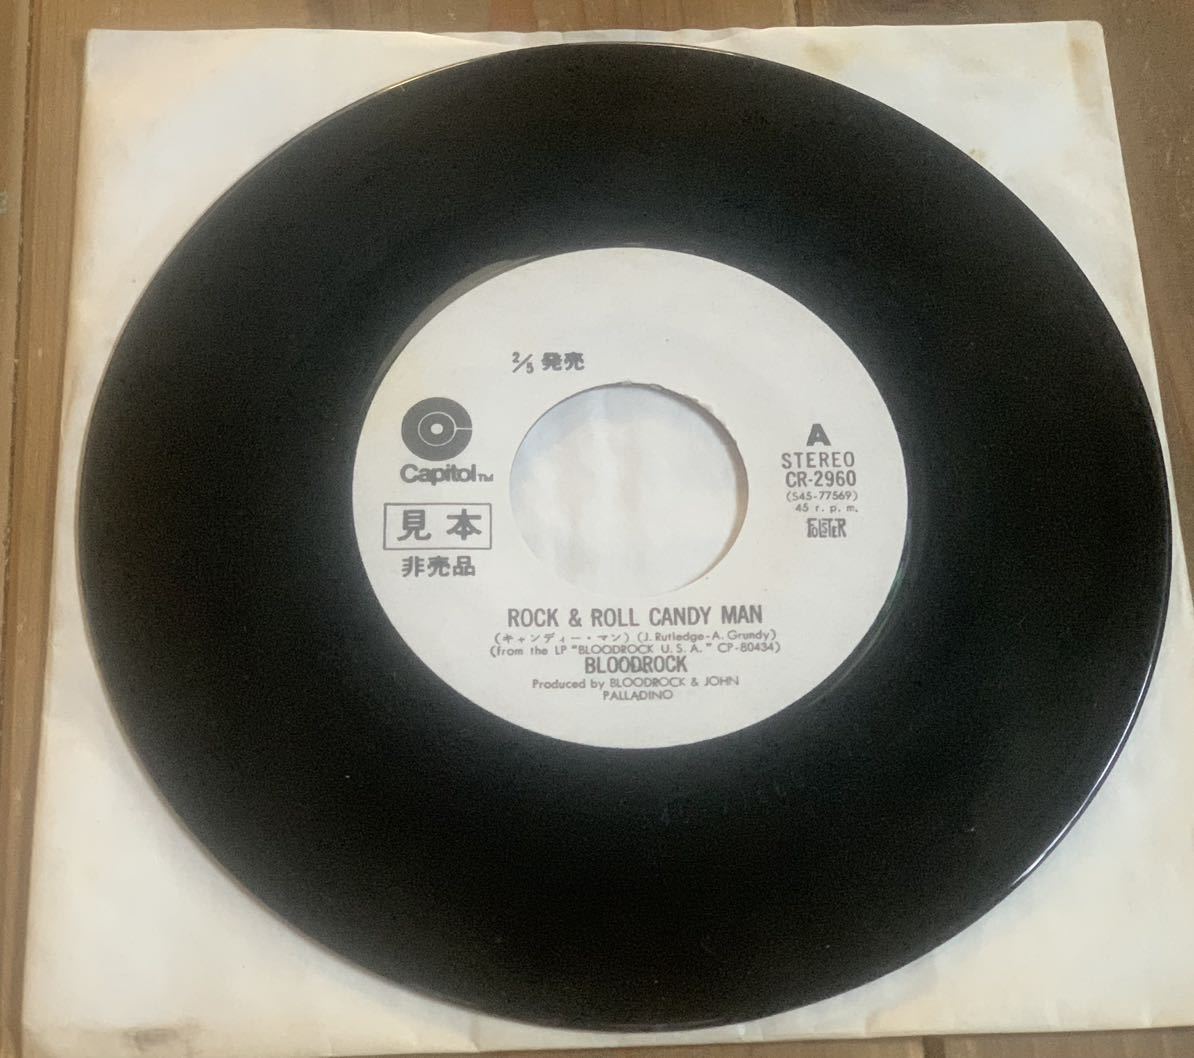 2/5 発売
Capitol TM
見本
非売品
A
STEREO
CR-2960
(S45-77569)
45 r.p.m.
FOLSTER
ROCK & ROLL CANDY MAN
(キャンディー・マン) (J. Rutledge-A. Grundy)
(from the LP "BLOODROCK U.S.A." CP-80434)
BLOODROCK
Produced by BLOODROCK & JOHN
PALLADINO